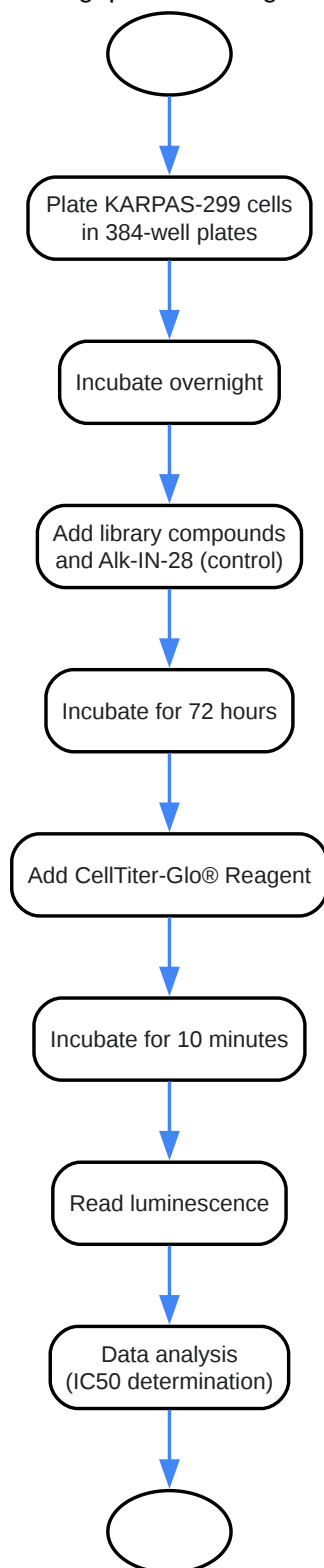 Plate KARPAS-299 cells
in 384-well plates
Incubate overnight
Add library compounds
and Alk-IN-28 (control)
Incubate for 72 hours
Add CellTiter-Glo® Reagent
Incubate for 10 minutes
Read luminescence
Data analysis
(IC50 determination)